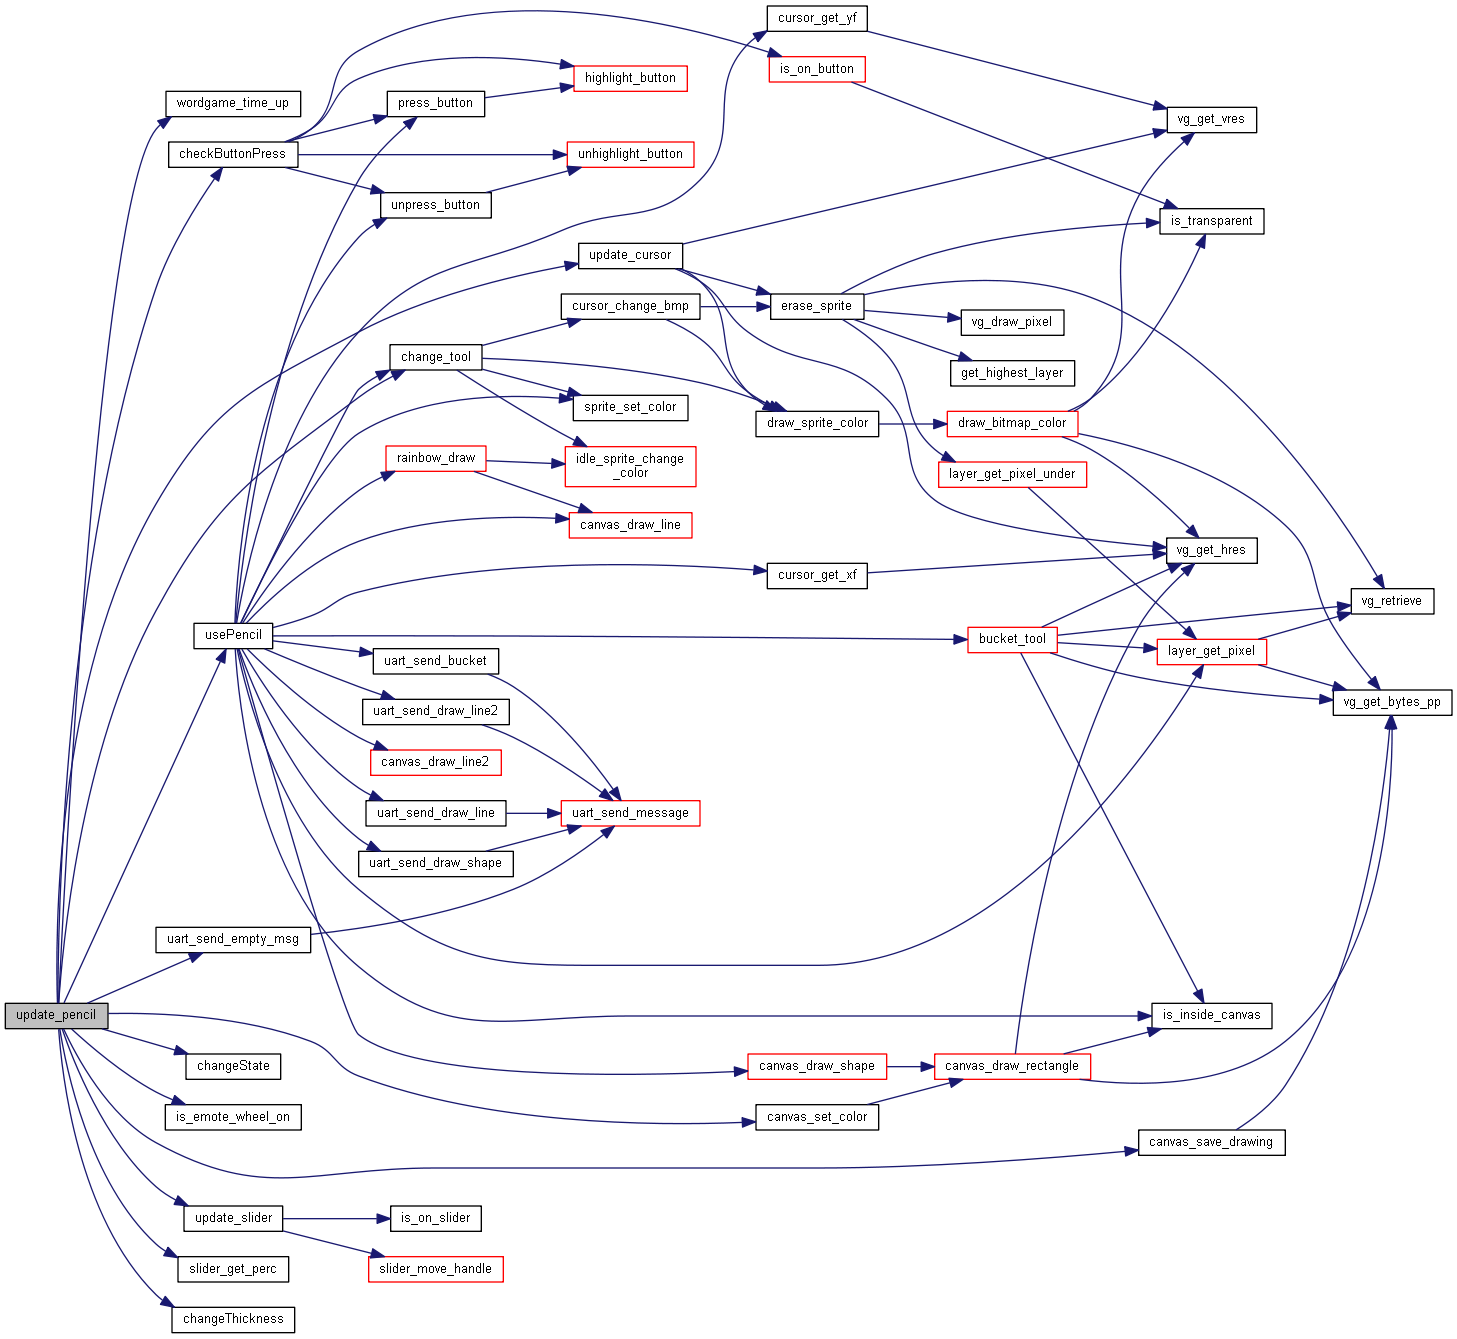 cursor_get_yf
is_on_button
highlight_button
wordgame_time_up
press_button
vg_get_vres
checkButtonPress
unhighlight_button
unpress_button
is_transparent
update_cursor
cursor_change_bmp
erase_sprite
vg_draw_pixel
change_tool
get_highest_layer
sprite_set_color
draw_sprite_color
draw_bitmap_color
rainbow_draw
idle_sprite_change
_color
layer_get_pixel_under
canvas_draw_line
vg_get_hres
cursor_get_xf
vg_retrieve
usePencil
bucket_tool
layer_get_pixel
uart_send_bucket
vg_get_bytes_pp
uart_send_draw_line2
canvas_draw_line2
uart_send_draw_line
uart_send_message
uart_send_draw_shape
uart_send_empty_msg
update_pencil
is_inside_canvas
changeState
canvas_draw_shape
canvas_draw_rectangle
is_emote_wheel_on
canvas_set_color
canvas_save_drawing
update_slider
is_on_slider
slider_get_perc
slider_move_handle
changeThickness